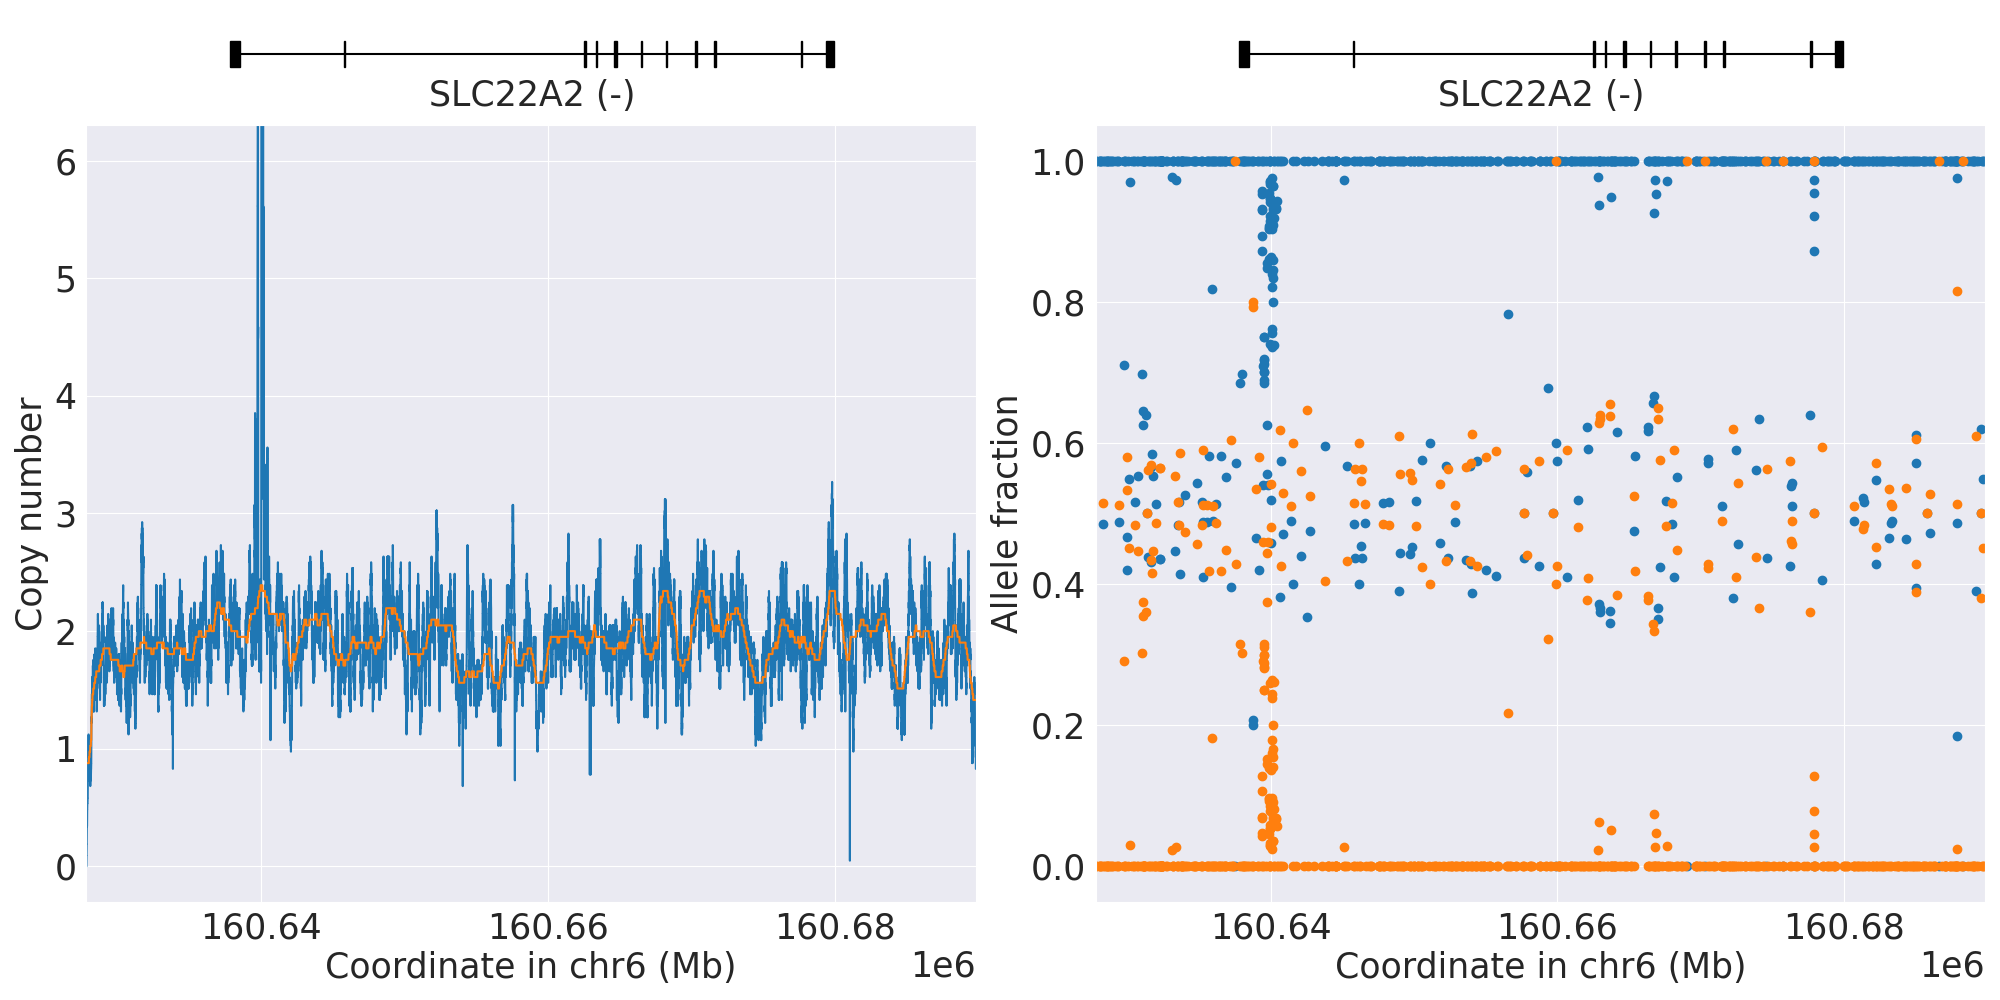 SLC22A2 (-)
6
5
4
3
2
1
0
Copy number
160.64
160.66
160.68
Coordinate in chr6 (Mb)
1e6
SLC22A2 (-)
1.0
0.8
0.6
0.4
0.2
0.0
Allele fraction
160.64
160.66
160.68
Coordinate in chr6 (Mb)
1e6